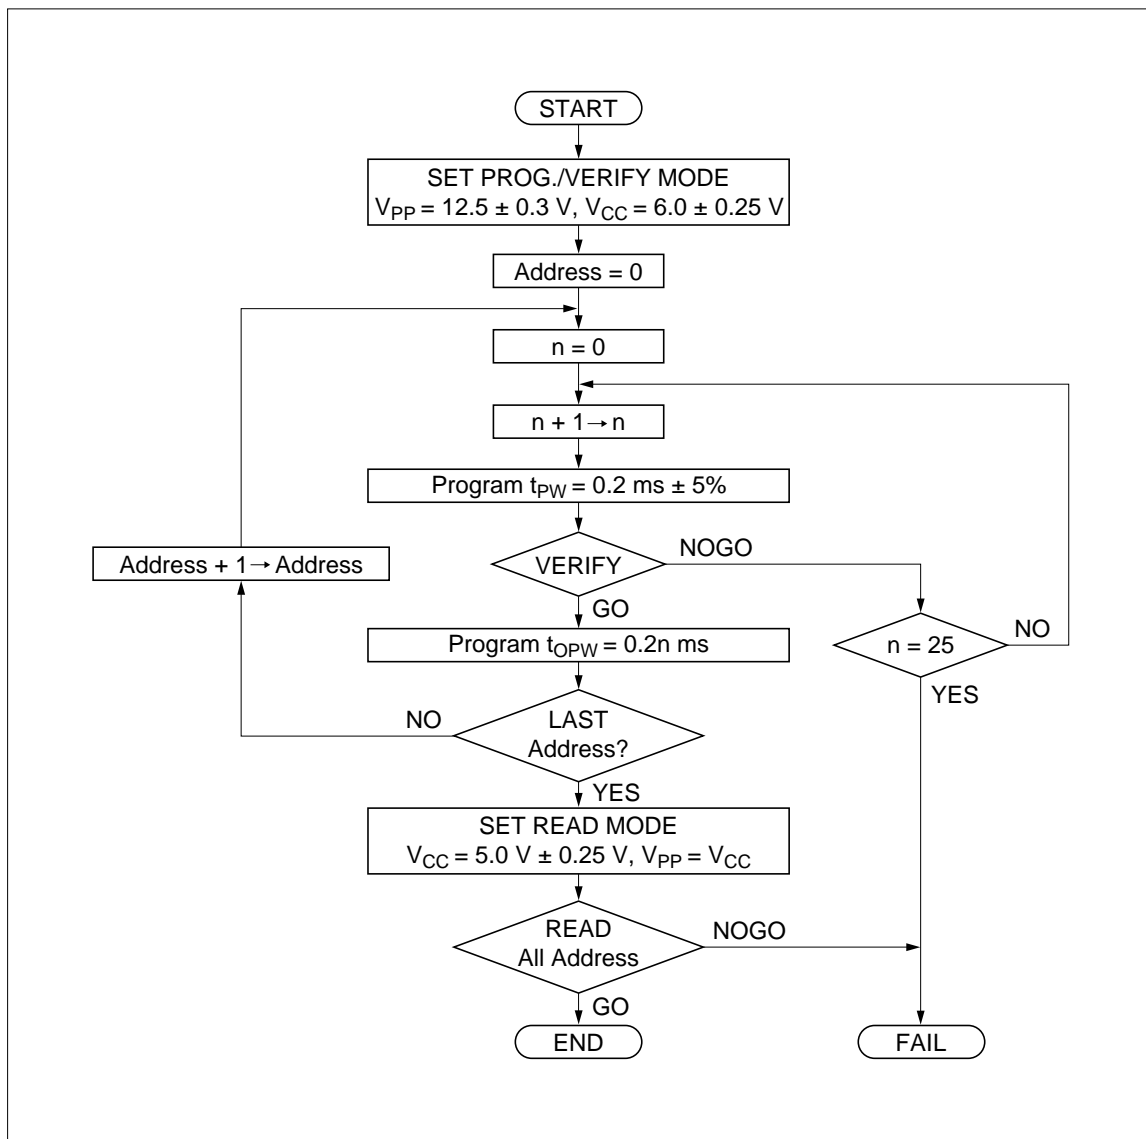 START
SET PROG./VERIFY MODE
VPP = 12.5 ± 0.3 V, VCC = 6.0 ± 0.25 V
Address = 0
n = 0
n + 1 → n
Program tPW = 0.2 ms ± 5%
Address + 1 → Address
VERIFY
NOGO
GO
Program tOPW = 0.2n ms
n = 25
NO
YES
LAST
Address?
NO
YES
SET READ MODE
VCC = 5.0 V ± 0.25 V, VPP = VCC
READ
All Address
NOGO
GO
END
FAIL